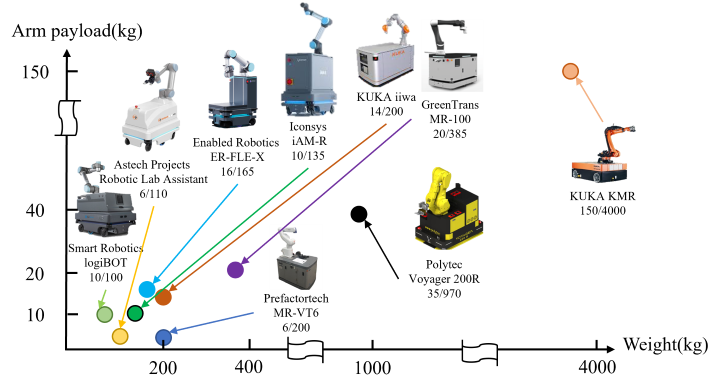 Arm payload(kg)
150
40
20
10
Astech Projects
Robotic Lab Assistant
6/110
Enabled Robotics
ER-FLE-X
16/165
Iconsys
iAM-R
10/135
KUKA iiwa
14/200
GreenTrans
MR-100
20/385
KUKA KMR
150/4000
Smart Robotics
logiBOT
10/100
Prefactortech
MR-VT6
6/200
Polytec
Voyager 200R
35/970
200
400
1000
4000
Weight(kg)